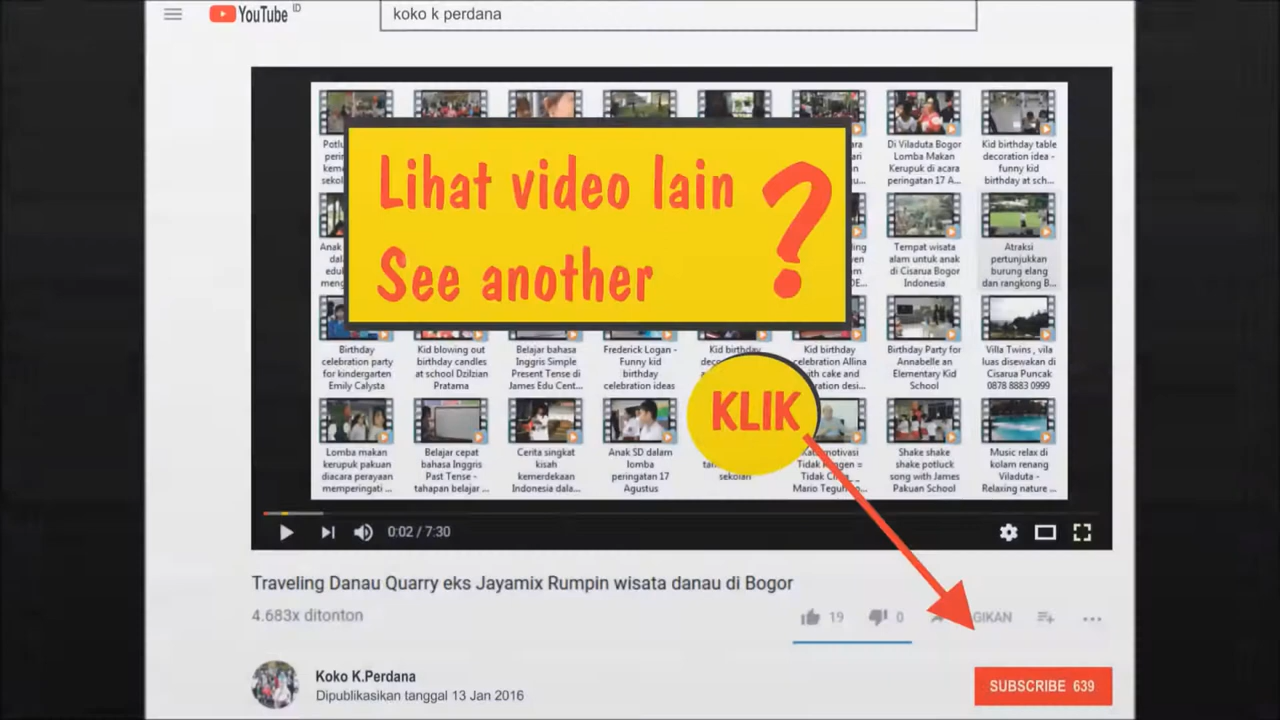 YouTube ID
koko k perdana
Lihat video lain
See another
?
Di Viladuta Bogor
Lomba Makan
Kerupuk di acara
peringatan 17 A...
Kid birthday table
decoration idea -
funny kid
birthday at sch...
Tempat wisata
alam untuk anak
di Cisarua Bogor
Indonesia
Atraksi
pertunjukkan
burung elang
dan rangkong B...
Birthday
celebration party
for kindergarten
Emily Calysta
Kid blowing out
birthday candles
at school Dzilzian
Pratama
Belajar bahasa
Inggris Simple
Present Tense di
James Edu Cent...
Frederick Logan -
Funny kid
birthday
celebration ideas
Kid birthday
Kid birthday
celebration Allina
with cake and
Birthday Party for
Annabelle an
Elementary Kid
School
Villa Twins , vila
luas disewakan di
Cisarua Puncak
0878 8883 0999
KLIK
Lomba makan
kerupuk pakuan
diacara perayaan
memperingati ...
Belajar cepat
bahasa Inggris
Past Tense -
tahapan belajar ...
Cerita singkat
kisah
kemerdekaan
Indonesia dala...
Anak SD dalam
lomba
peringatan 17
Agustus
sekolah
motivasi
Tidak
Tidak
Mario
Shake shake
shake potluck
song with James
Pakuan School
Music relax di
kolam renang
Viladuta -
Relaxing nature ...
0:02 / 7:30
Traveling Danau Quarry eks Jayamix Rumpin wisata danau di Bogor
4.683x ditonton
19
0
GIKAN
Koko K.Perdana
Dipublikasikan tanggal 13 Jan 2016
SUBSCRIBE 639